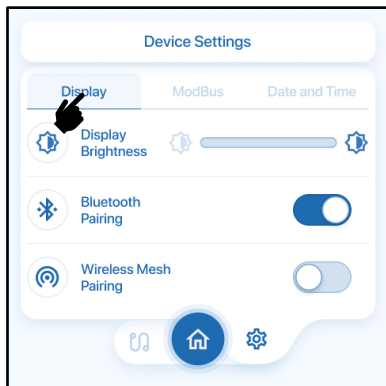 Device Settings
Display ModBus Date and Time
Display
Brightness
Bluetooth
Pairing
Wireless Mesh
Pairing